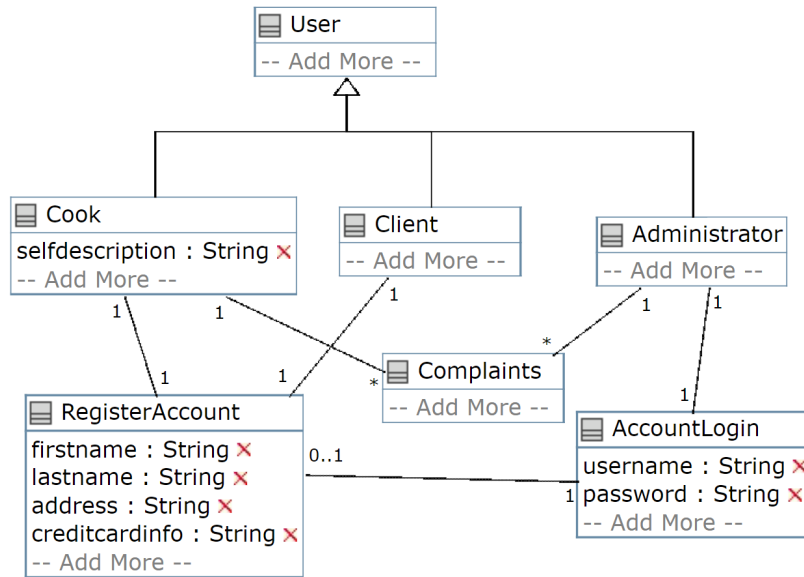 User
-- Add More --
Cook
selfdescription : String
-- Add More --
Client
-- Add More --
Administrator
-- Add More --
1
1
1
1
1
*
Complaints
-- Add More --
*
1
1
1
RegisterAccount
firstname : String
lastname : String
address : String
creditcardinfo : String
-- Add More --
0..1
1
AccountLogin
username : String
password : String
-- Add More --